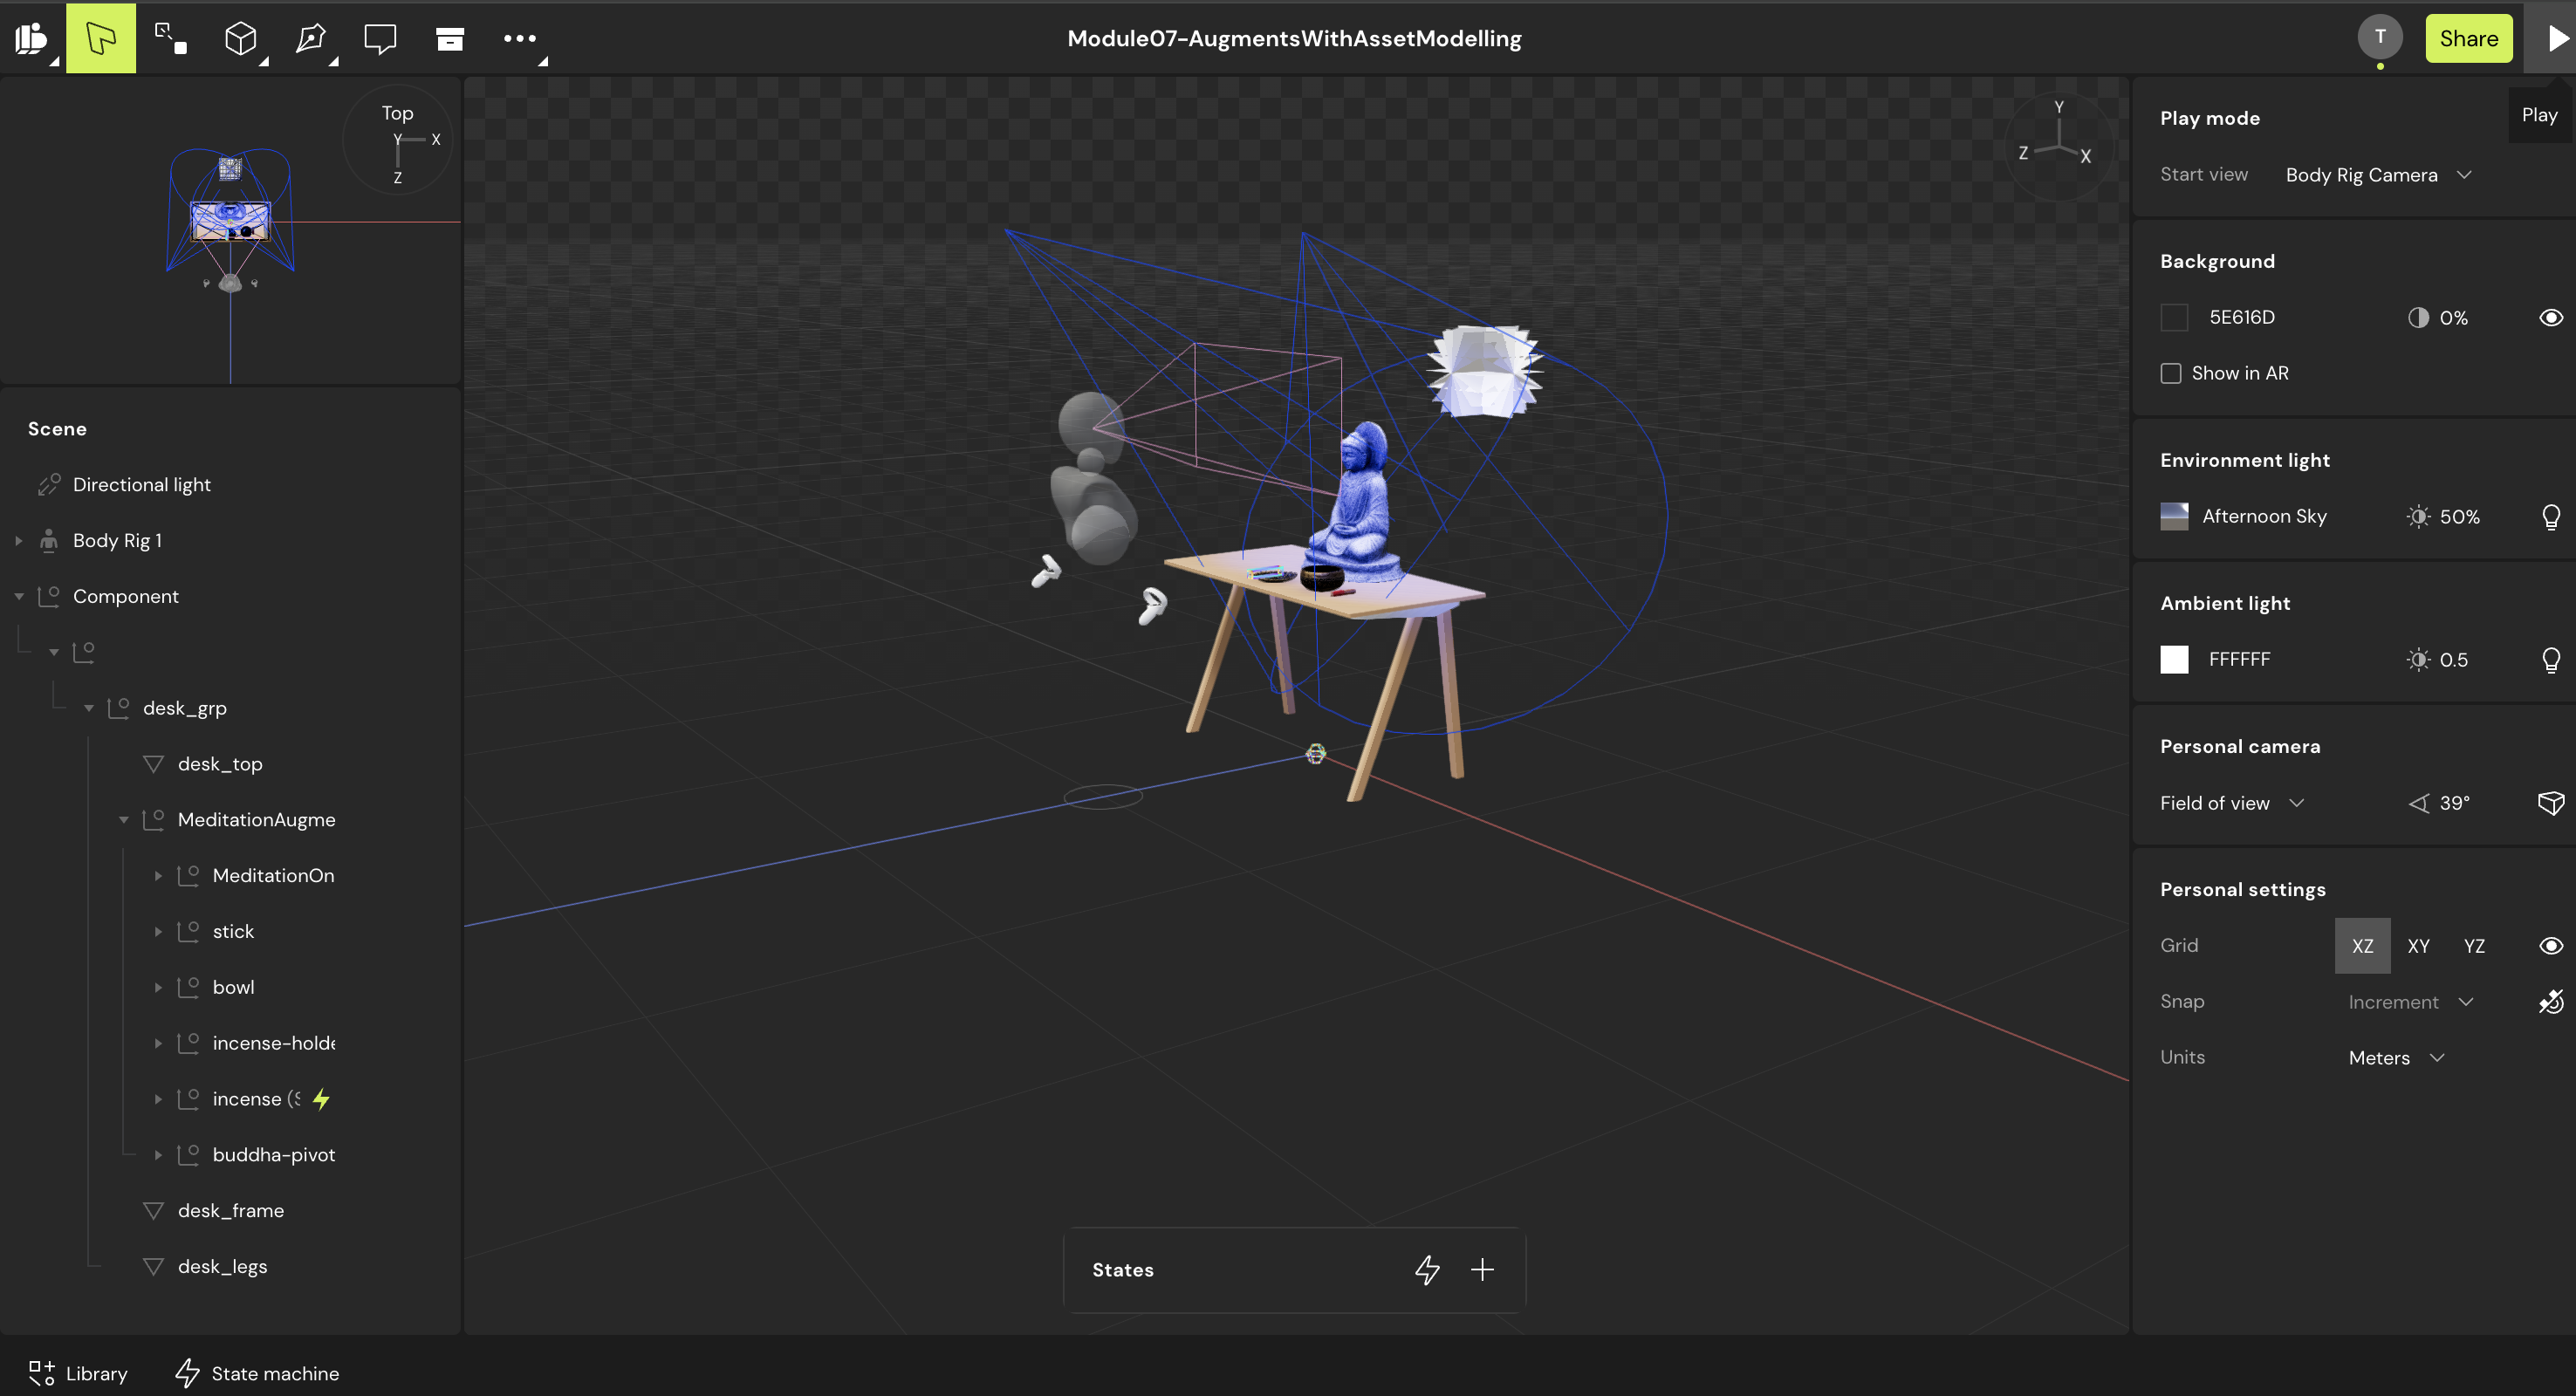 Module07-AugmentsWithAssetModelling
T
Share
Play
Top
Y
X
Z
Y
Z
X
Scene
Directional light
Body Rig 1
Component
desk_grp
desk_top
MeditationAugme
MeditationOn
stick
bowl
incense-holde
incense (S
buddha-pivot
desk_frame
desk_legs
States
Library
State machine
Play mode
Start view Body Rig Camera
Background
5E616D 0%
Show in AR
Environment light
Afternoon Sky 50%
Ambient light
FFFFFF 0.5
Personal camera
Field of view 39°
Personal settings
Grid XZ XY YZ
Snap Increment
Units Meters